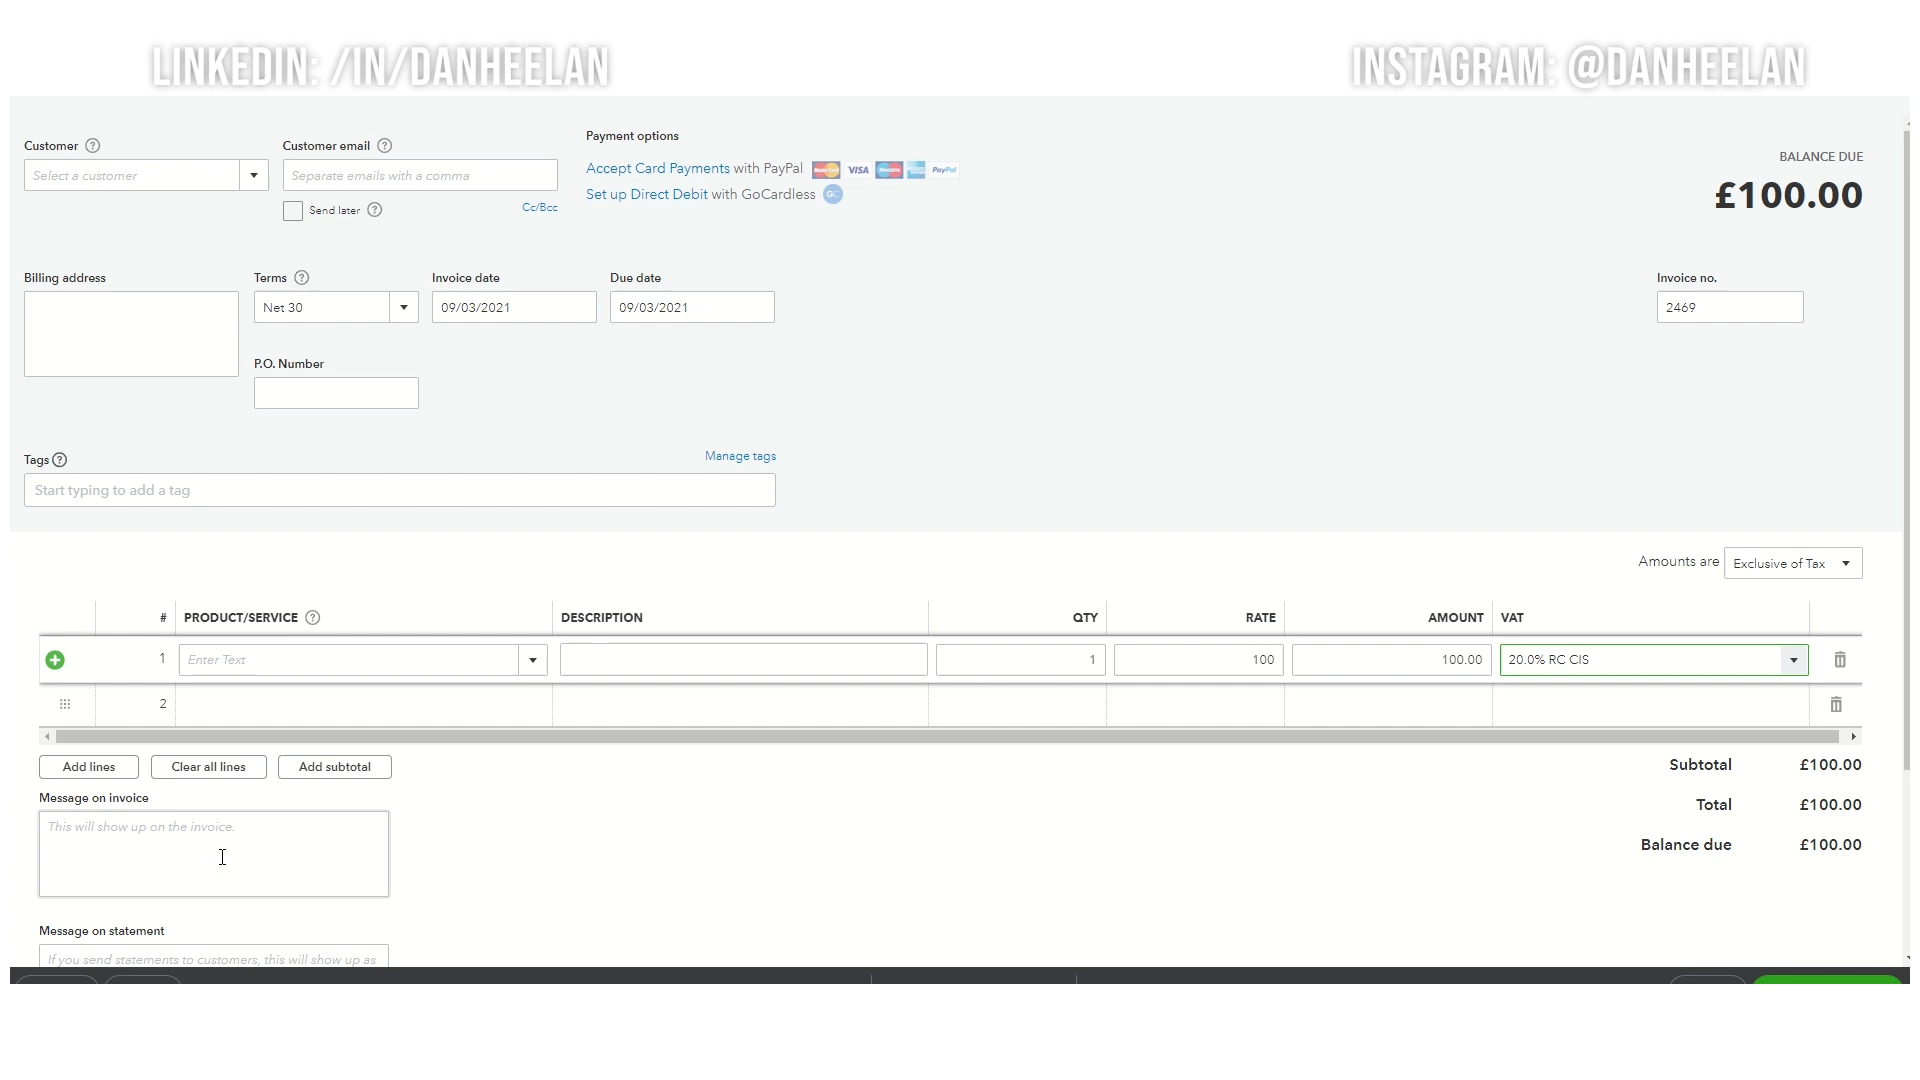 LINKEDIN: /IN/DANHEELAN
INSTAGRAM: @DANHEELAN
Customer ?
Customer email ?
Payment options
BALANCE DUE
Select a customer
Separate emails with a comma
Accept Card Payments with PayPal MasterCard VISA Maestro PayPal
£100.00
Send later ?
Cc/Bcc
Set up Direct Debit with GoCardless GC
Billing address
Terms ?
Invoice date
Due date
Invoice no.
Net 30
09/03/2021
09/03/2021
2469
P.O. Number
Tags ?
Manage tags
Start typing to add a tag
Amounts are Exclusive of Tax
# PRODUCT/SERVICE ? DESCRIPTION QTY RATE AMOUNT VAT
1 Enter Text 1 100 100.00 20.0% RC CIS
2
Add lines
Clear all lines
Add subtotal
Subtotal £100.00
Message on invoice
Total £100.00
This will show up on the invoice.
Balance due £100.00
Message on statement
If you send statements to customers, this will show up as